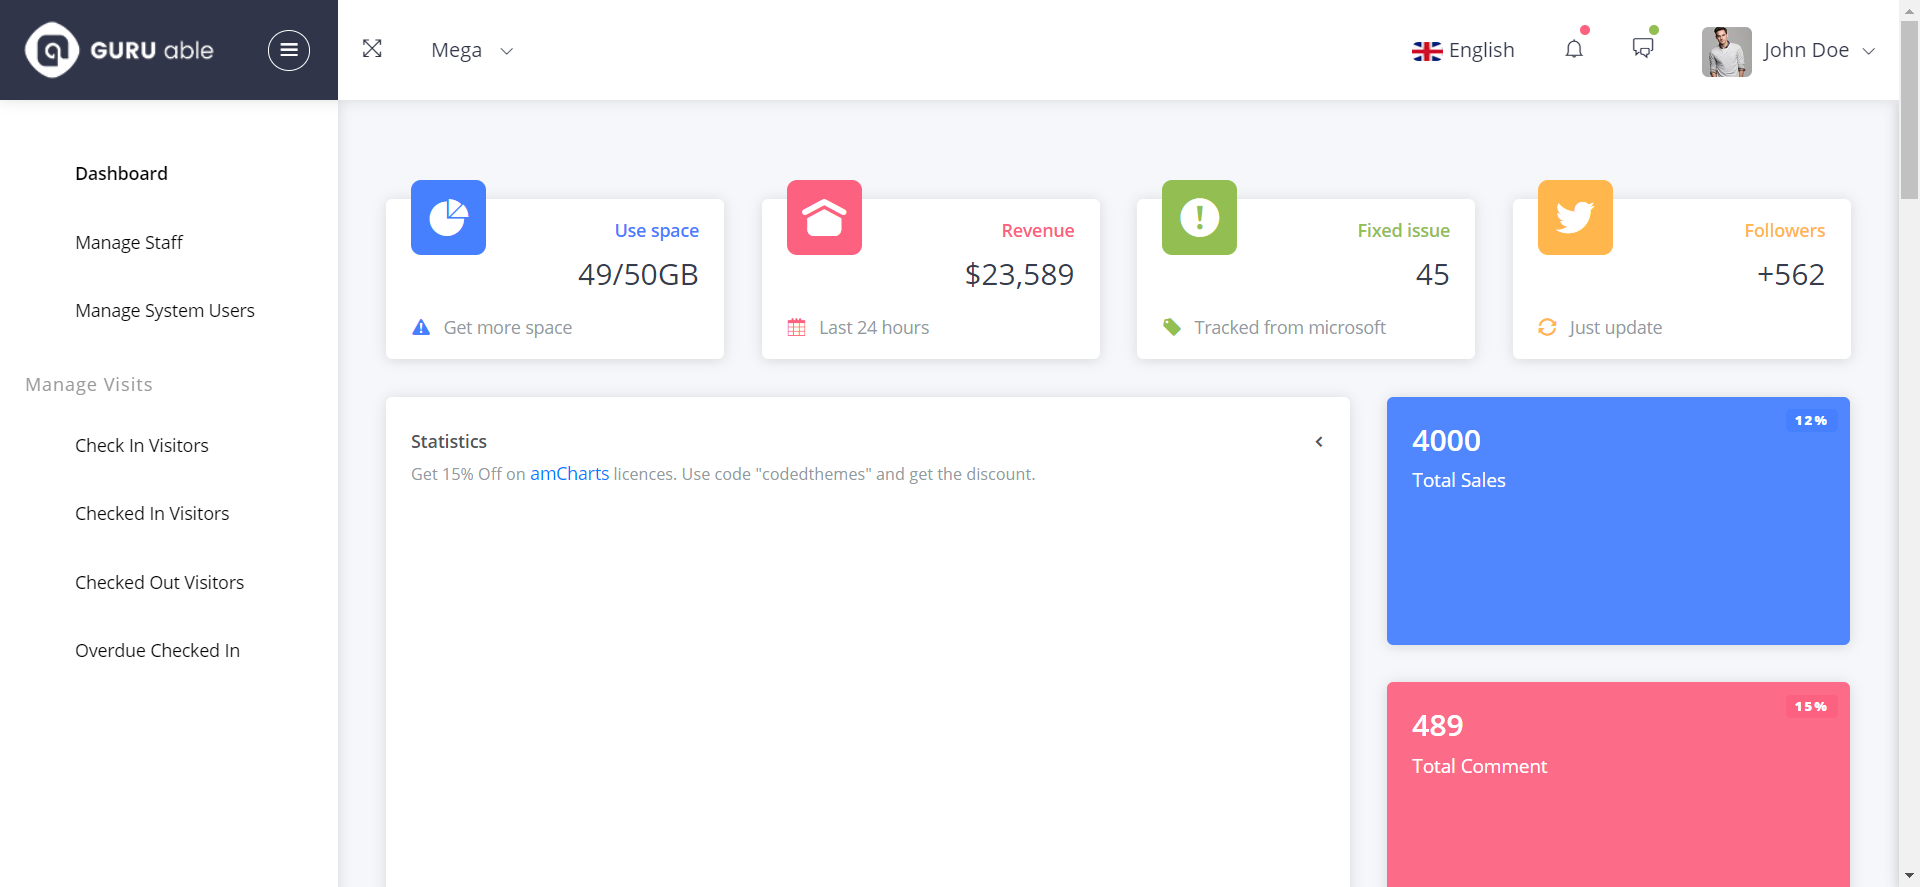 GURU able
Mega
English
John Doe
Dashboard
Manage Staff
Manage System Users
Manage Visits
Check In Visitors
Checked In Visitors
Checked Out Visitors
Overdue Checked In
Use space
49/50GB
Get more space
Revenue
$23,589
Last 24 hours
Fixed issue
45
Tracked from microsoft
Followers
+562
Just update
Statistics
Get 15% Off on amCharts licences. Use code "codedthemes" and get the discount.
12%
4000
Total Sales
15%
489
Total Comment